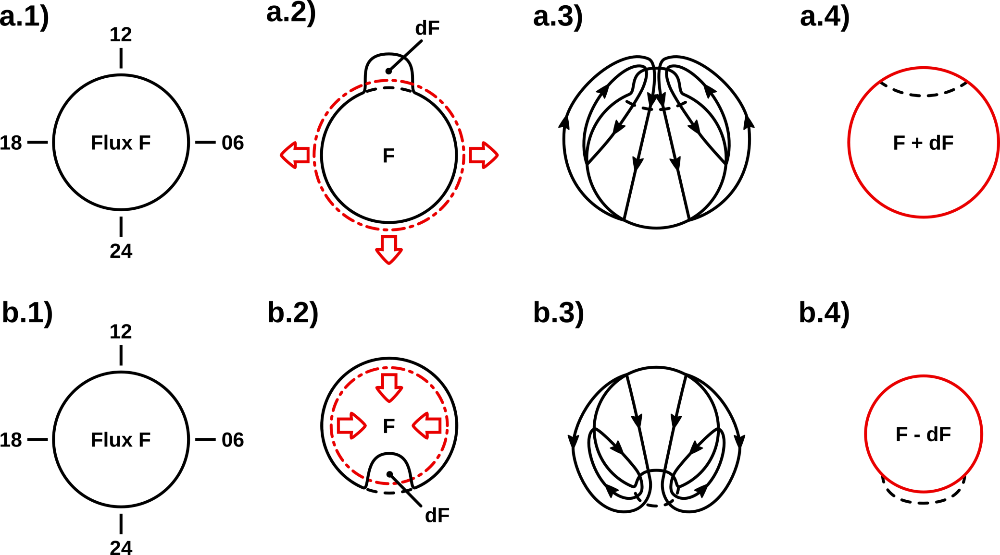 a.1)
a.2)
a.3)
a.4)
12
dF
18
Flux F
06
F
F + dF
24
b.1)
b.2)
b.3)
b.4)
12
18
Flux F
06
F
F - dF
dF
24